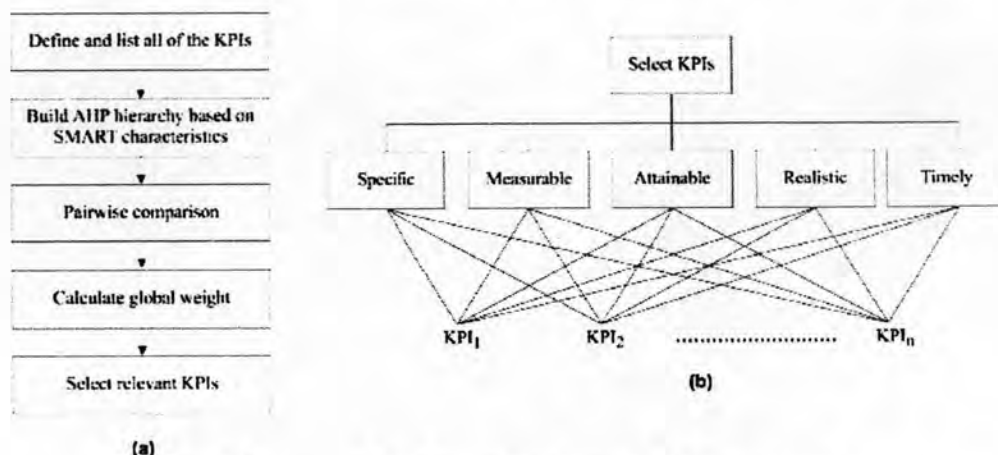 Define and list all of the KPIs
Build AHP hierarchy based on
SMART characteristics
Pairwise comparison
Calculate global weight
Select relevant KPIs
(a)
Select KPIs
Specific
Measurable
Attainable
Realistic
Timely
KPI1
KPI2
KPIn
(b)